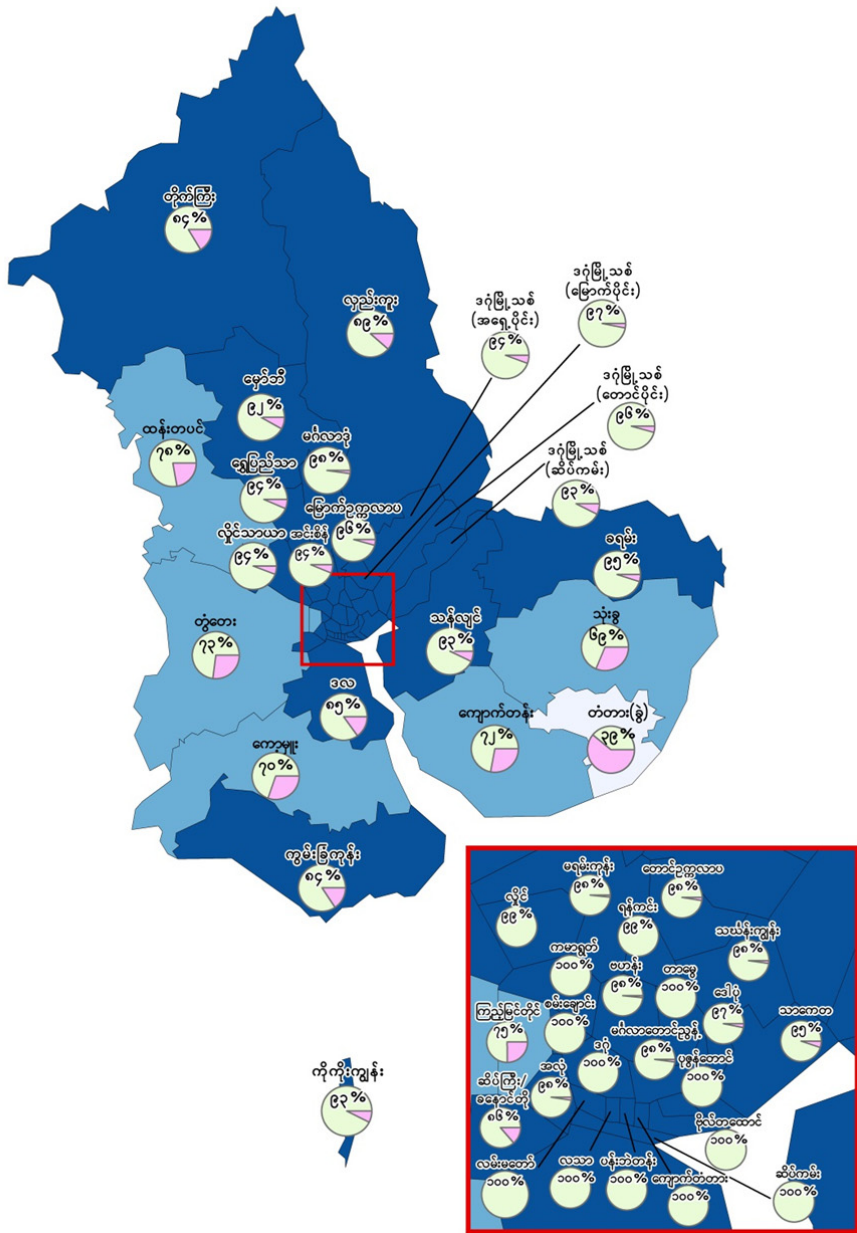 တိုက်ကြီး
၈၄%
လှည်းကူး
၈၉%
ဒဂုံမြို့သစ်
(အရှေ့ပိုင်း)
၉၄%
ဒဂုံမြို့သစ်
(မြောက်ပိုင်း)
၉၇%
ဒဂုံမြို့သစ်
(တောင်ပိုင်း)
၉၆%
ဒဂုံမြို့သစ်
(ဆိပ်ကမ်း)
၉၃%
မှော်ဘီ
၉၂%
ထန်းတပင်
၇၈%
မင်္ဂလာဒုံ
၉၈%
ရွှေပြည်သာ
၉၄%
မြောက်ဥက္ကလာပ
၉၆%
လှိုင်သာယာ
၉၄%
အင်းစိန်
၉၄%
ခရမ်း
၉၅%
တွံတေး
၇၃%
သန်လျင်
၉၃%
သုံးခွ
၆၉%
ဒလ
၈၅%
ကျောက်တန်း
၇၂%
တံတား(ခွဲ)
၃၉%
ကော့မှူး
၇၀%
ကွမ်းခြံကုန်း
၈၄%
ကိုကိုးကျွန်း
၉၃%
လှိုင်
၉၉%
မရမ်းကုန်း
၉၈%
တောင်ဥက္ကလာပ
၉၈%
ရန်ကင်း
၉၉%
သင်္ဃန်းကျွန်း
၉၈%
ကမာရွတ်
၁၀၀%
ဗဟန်း
၉၈%
တာမွေ
၁၀၀%
ဒေါပုံ
၉၇%
သာကေတ
၉၅%
ကြည့်မြင်တိုင်
၇၅%
စမ်းချောင်း
၁၀၀%
မင်္ဂလာတောင်ညွန့်
၉၈%
ဒဂုံ
၁၀၀%
ပုဇွန်တောင်
၁၀၀%
ဆိပ်ကြီး/
ခနောင်တို
၈၆%
အလုံ
၉၈%
ဗိုလ်တထောင်
၁၀၀%
လမ်းမတော်
၁၀၀%
လသာ
၁၀၀%
ပန်းဘဲတန်း
၁၀၀%
ကျောက်တံတား
၁၀၀%
ဆိပ်ကမ်း
၁၀၀%